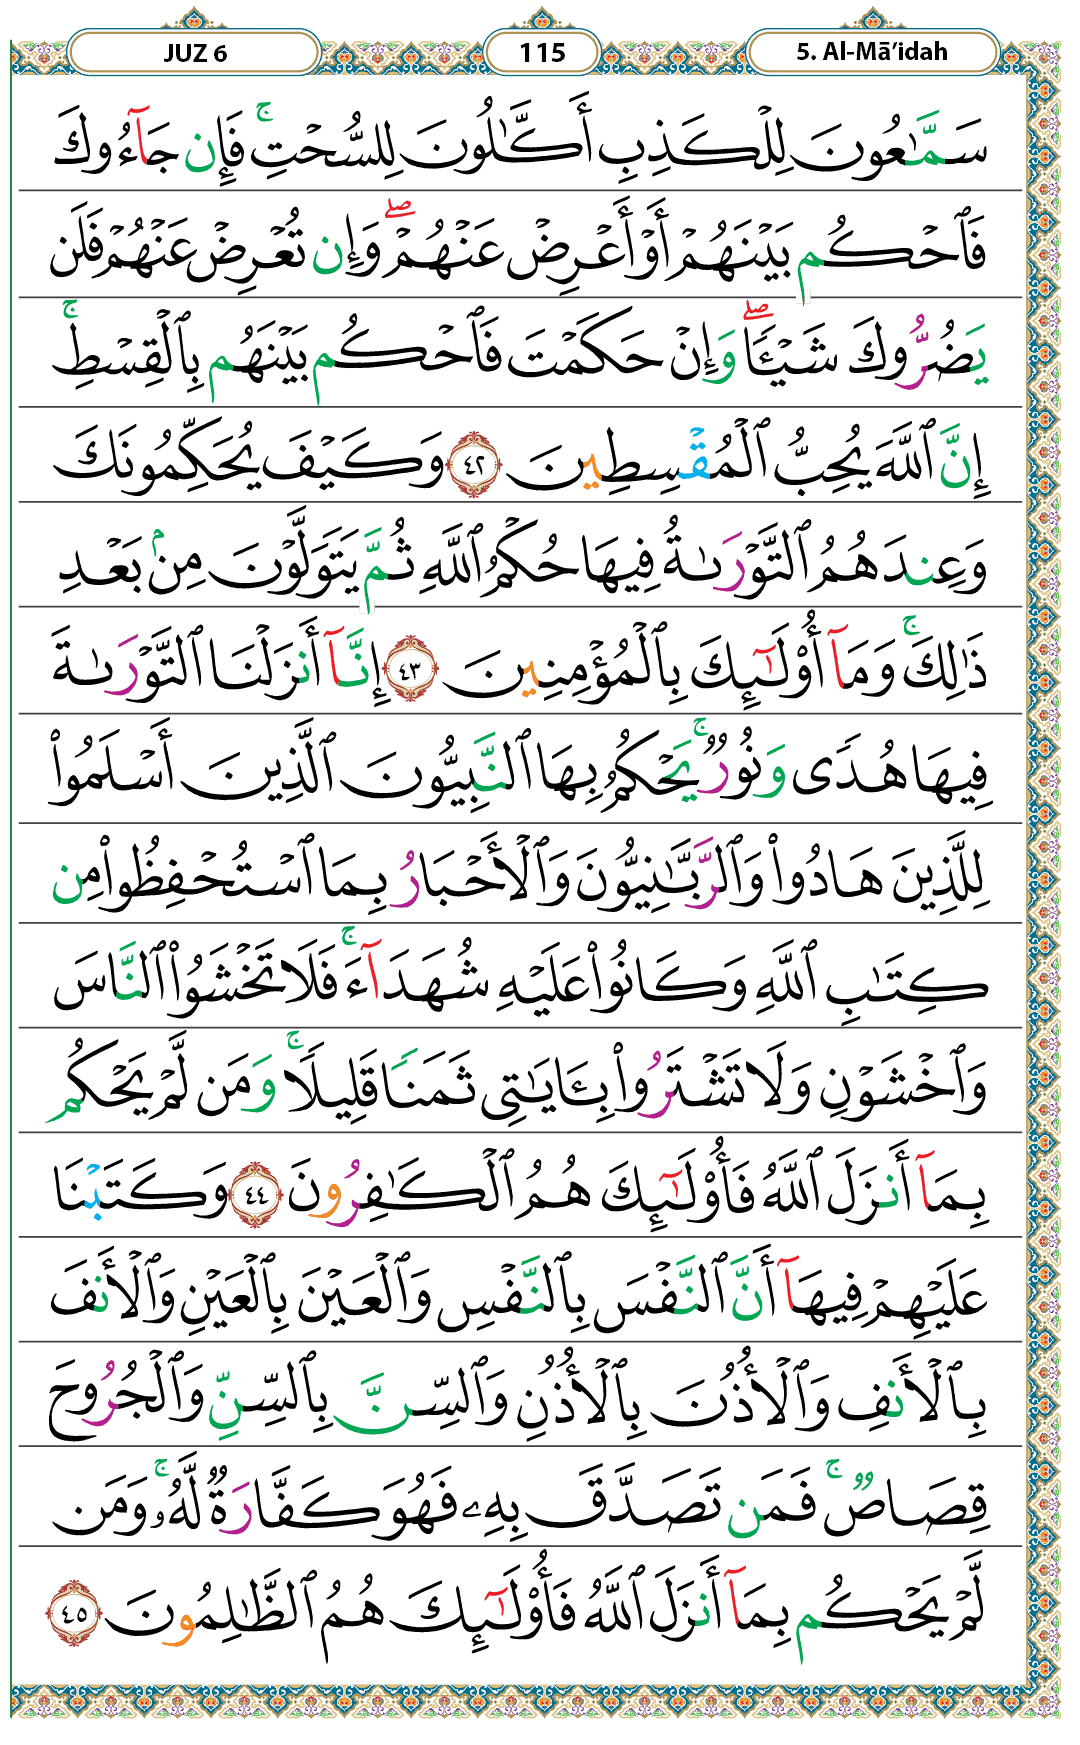 JUZ 6
115
5. Al-Mā’idah
سَمَّٰعُونَ لِلْكَذِبِ أَكَّٰلُونَ لِلسُّحْتِ ۚ فَإِن جَآءُوكَ
فَٱحْكُم بَيْنَهُمْ أَوْ أَعْرِضْ عَنْهُمْ ۖ وَإِن تُعْرِضْ عَنْهُمْ فَلَن
يَضُرُّوكَ شَيْـًٔا ۖ وَإِنْ حَكَمْتَ فَٱحْكُم بَيْنَهُم بِٱلْقِسْطِ ۚ
إِنَّ ٱللَّهَ يُحِبُّ ٱلْمُقْسِطِينَ ٤٢ وَكَيْفَ يُحَكِّمُونَكَ
وَعِندَهُمُ ٱلتَّوْرَىٰةُ فِيهَا حُكْمُ ٱللَّهِ ثُمَّ يَتَوَلَّوْنَ مِنۢ بَعْدِ
ذَٰلِكَ ۚ وَمَآ أُو۟لَـٰٓئِكَ بِٱلْمُؤْمِنِينَ ٤٣ إِنَّآ أَنزَلْنَا ٱلتَّوْرَىٰةَ
فِيهَا هُدًى وَنُورٌ ۚ يَحْكُمُ بِهَا ٱلنَّبِيُّونَ ٱلَّذِينَ أَسْلَمُوا۟
لِلَّذِينَ هَادُوا۟ وَٱلرَّبَّـٰنِيُّونَ وَٱلْأَحْبَارُ بِمَا ٱسْتُحْفِظُوا۟ مِن
كِتَـٰبِ ٱللَّهِ وَكَانُوا۟ عَلَيْهِ شُهَدَآءَ ۚ فَلَا تَخْشَوُا۟ ٱلنَّاسَ
وَٱخْشَوْنِ وَلَا تَشْتَرُوا۟ بِـَٔايَـٰتِى ثَمَنًا قَلِيلًا ۚ وَمَن لَّمْ يَحْكُم
بِمَآ أَنزَلَ ٱللَّهُ فَأُو۟لَـٰٓئِكَ هُمُ ٱلْكَـٰفِرُونَ ٤٤ وَكَتَبْنَا
عَلَيْهِمْ فِيهَآ أَنَّ ٱلنَّفْسَ بِٱلنَّفْسِ وَٱلْعَيْنَ بِٱلْعَيْنِ وَٱلْأَنفَ
بِٱلْأَنفِ وَٱلْأُذُنَ بِٱلْأُذُنِ وَٱلسِّنَّ بِٱلسِّنِّ وَٱلْجُرُوحَ
قِصَاصٌ ۚ فَمَن تَصَدَّقَ بِهِۦ فَهُوَ كَفَّارَةٌ لَّهُۥ ۚ وَمَن
لَّمْ يَحْكُم بِمَآ أَنزَلَ ٱللَّهُ فَأُو۟لَـٰٓئِكَ هُمُ ٱلظَّـٰلِمُونَ ٤٥